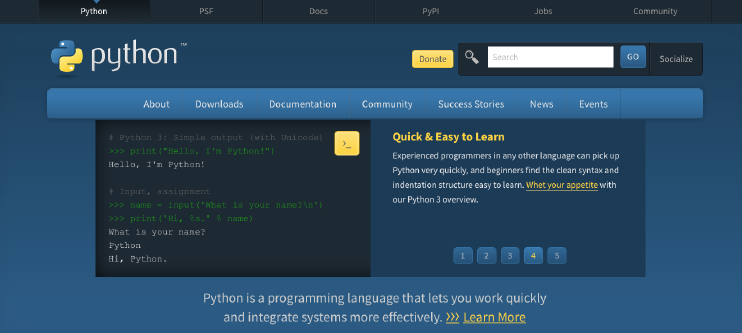 Python
PSF
Docs
PyPI
Jobs
Community
python™
Donate
Search
GO
Socialize
About
Downloads
Documentation
Community
Success Stories
News
Events
# Python 3: Simple output (with Unicode)
>>> print("Hello, I'm Python!")
Hello, I'm Python!
# Input, assignment
>>> name = input("What is your name?\n")
>>> print("Hi, %s." % name)
What is your name?
Python
Hi, Python.
>_
Quick & Easy to Learn
Experienced programmers in any other language can pick up
Python very quickly, and beginners find the clean syntax and
indentation structure easy to learn. Whet your appetite with
our Python 3 overview.
1
2
3
4
5
Python is a programming language that lets you work quickly
and integrate systems more effectively. >>> Learn More